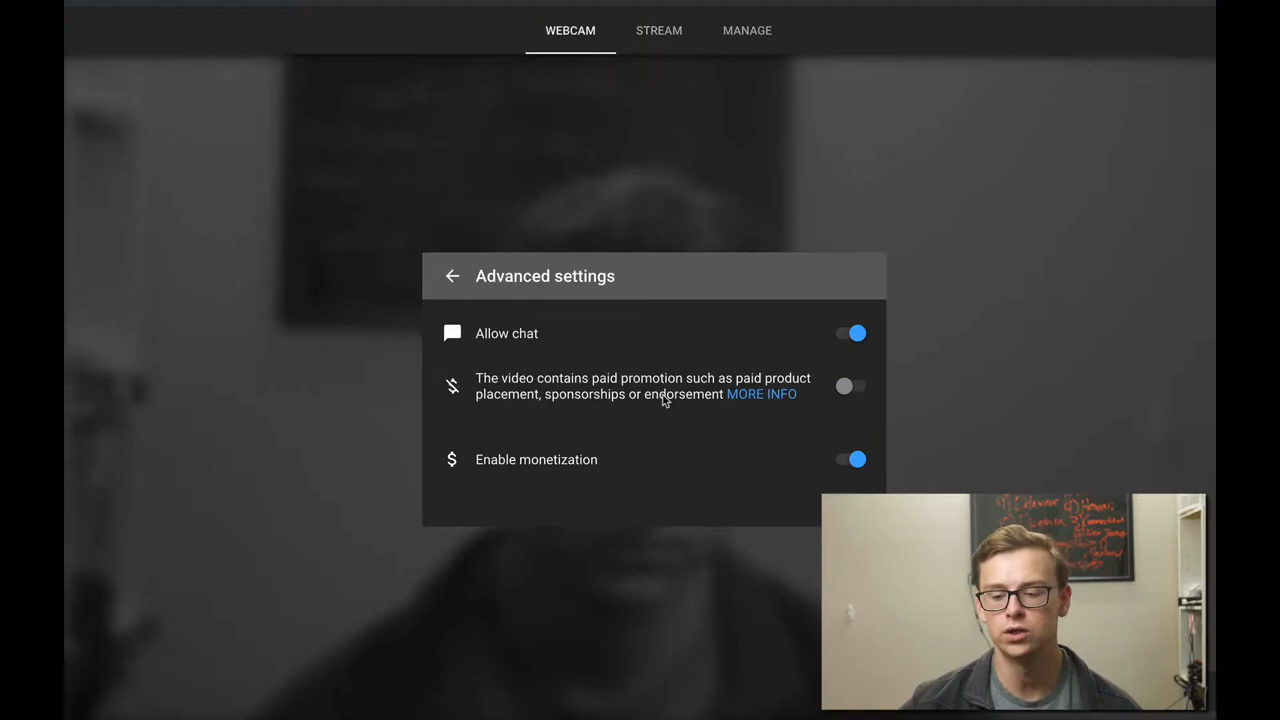 WEBCAM STREAM MANAGE
Advanced settings
Allow chat
The video contains paid promotion such as paid product
placement, sponsorships or endorsement MORE INFO
Enable monetization